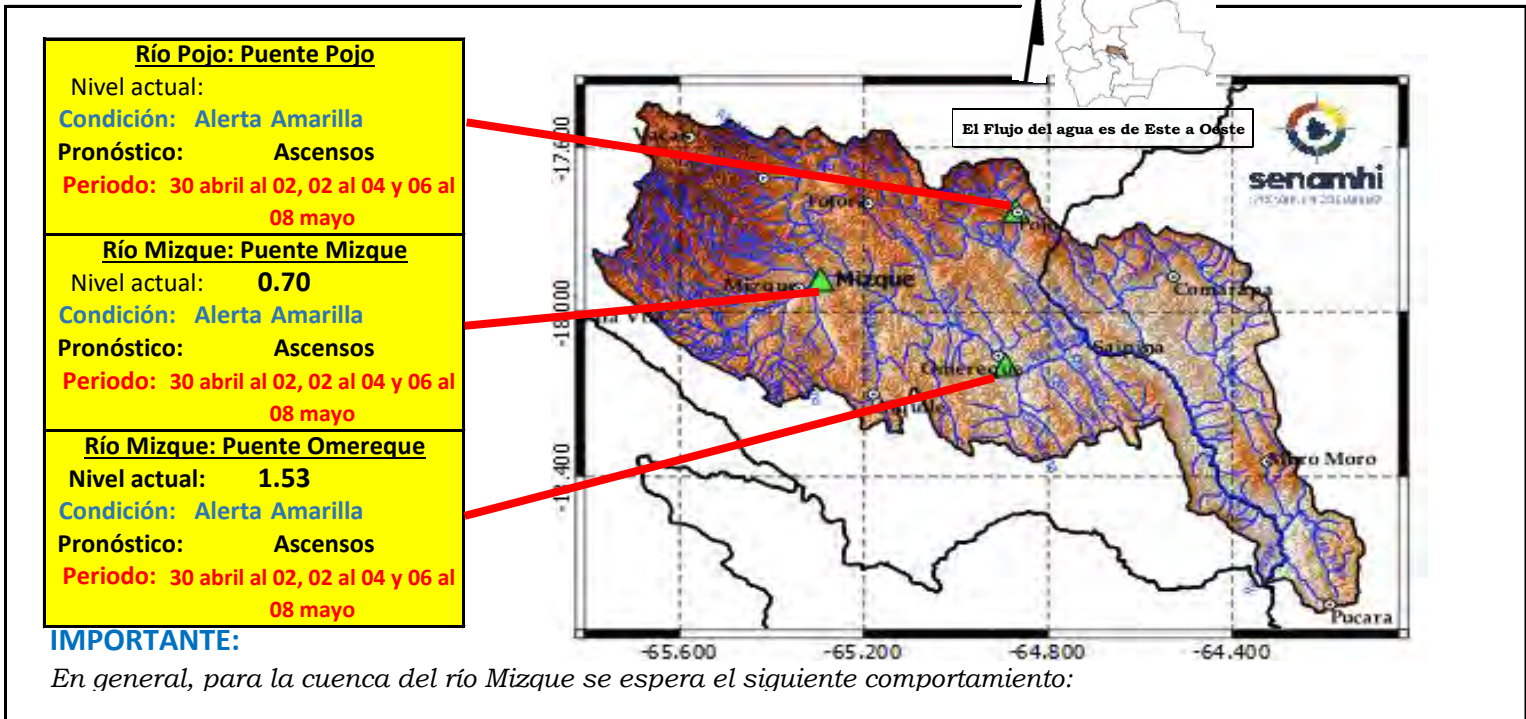 Río Pojo: Puente Pojo
Nivel actual:
Condición: Alerta Amarilla
Pronóstico: Ascensos
Periodo: 30 abril al 02, 02 al 04 y 06 al
08 mayo
Río Mizque: Puente Mizque
Nivel actual: 0.70
Condición: Alerta Amarilla
Pronóstico: Ascensos
Periodo: 30 abril al 02, 02 al 04 y 06 al
08 mayo
Río Mizque: Puente Omereque
Nivel actual: 1.53
Condición: Alerta Amarilla
Pronóstico: Ascensos
Periodo: 30 abril al 02, 02 al 04 y 06 al
08 mayo
El Flujo del agua es de Este a Oeste
senamhi
Vacas
Totora
Pojo
Mizque
Mizque
Comarapa
Saipina
Omereque
Moro Moro
Pucara
-17.600
-18.000
-65.600
-65.200
-64.800
-64.400
IMPORTANTE:
En general, para la cuenca del río Mizque se espera el siguiente comportamiento: